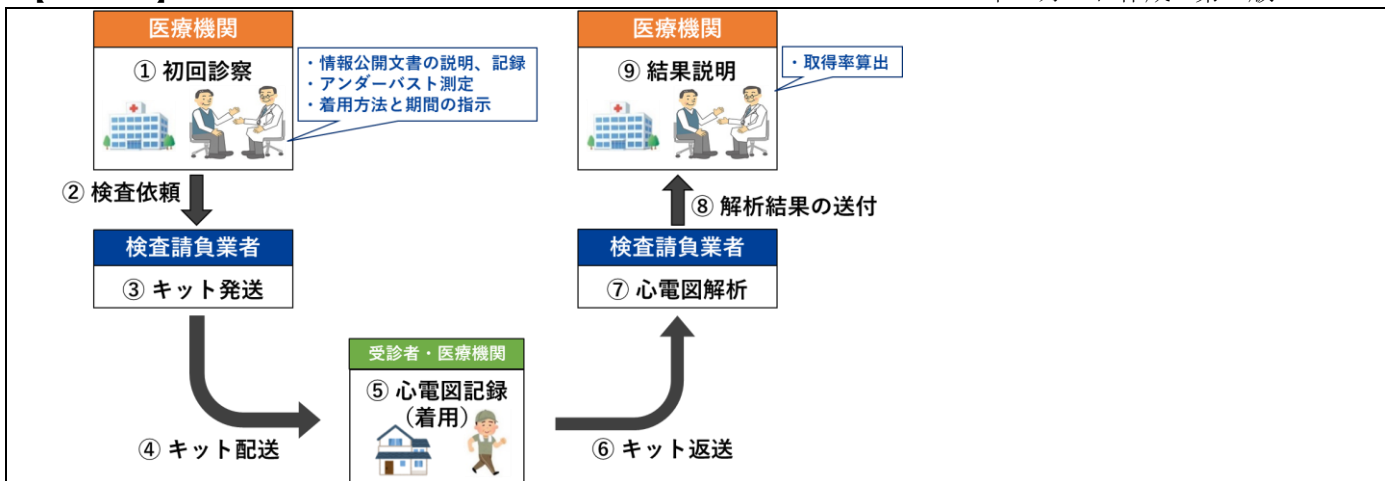 医療機関
① 初回診察
・情報公開文書の説明、記録
・アンダーバスト測定
・着用方法と期間の指示
② 検査依頼
検査請負業者
③ キット発送
④ キット配送
受診者・医療機関
⑤ 心電図記録
（着用）
⑥ キット返送
検査請負業者
⑦ 心電図解析
⑧ 解析結果の送付
医療機関
⑨ 結果説明
・取得率算出